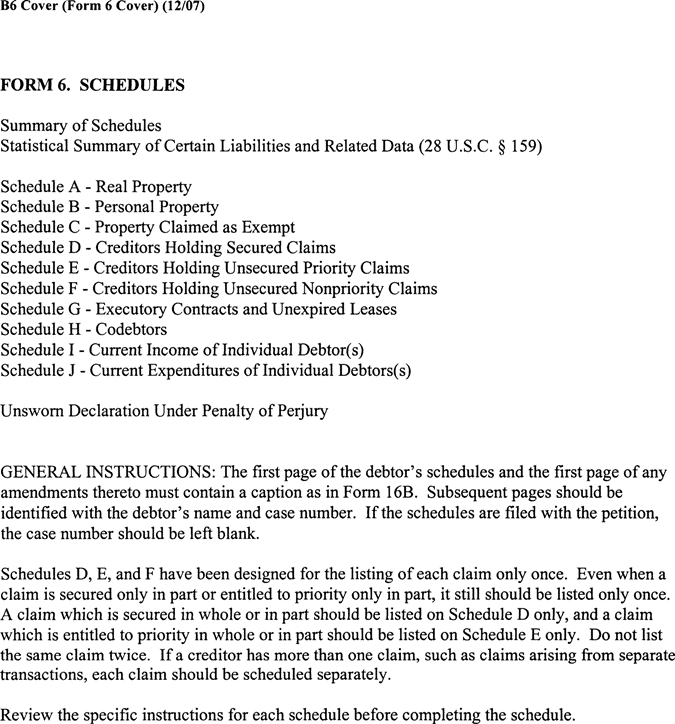 B6 Cover (Form 6 Cover) (12/07)
FORM 6.  SCHEDULES
Summary of Schedules
Statistical Summary of Certain Liabilities and Related Data (28 U.S.C. § 159)
Schedule A - Real Property
Schedule B - Personal Property
Schedule C - Property Claimed as Exempt
Schedule D - Creditors Holding Secured Claims
Schedule E - Creditors Holding Unsecured Priority Claims
Schedule F - Creditors Holding Unsecured Nonpriority Claims
Schedule G - Executory Contracts and Unexpired Leases
Schedule H - Codebtors
Schedule I - Current Income of Individual Debtor(s)
Schedule J - Current Expenditures of Individual Debtors(s)
Unsworn Declaration Under Penalty of Perjury
GENERAL INSTRUCTIONS: The first page of the debtor’s schedules and the first page of any
amendments thereto must contain a caption as in Form 16B.  Subsequent pages should be
identified with the debtor’s name and case number.  If the schedules are filed with the petition,
the case number should be left blank.
Schedules D, E, and F have been designed for the listing of each claim only once.  Even when a
claim is secured only in part or entitled to priority only in part, it still should be listed only once.
A claim which is secured in whole or in part should be listed on Schedule D only, and a claim
which is entitled to priority in whole or in part should be listed on Schedule E only.  Do not list
the same claim twice.  If a creditor has more than one claim, such as claims arising from separate
transactions, each claim should be scheduled separately.
Review the specific instructions for each schedule before completing the schedule.